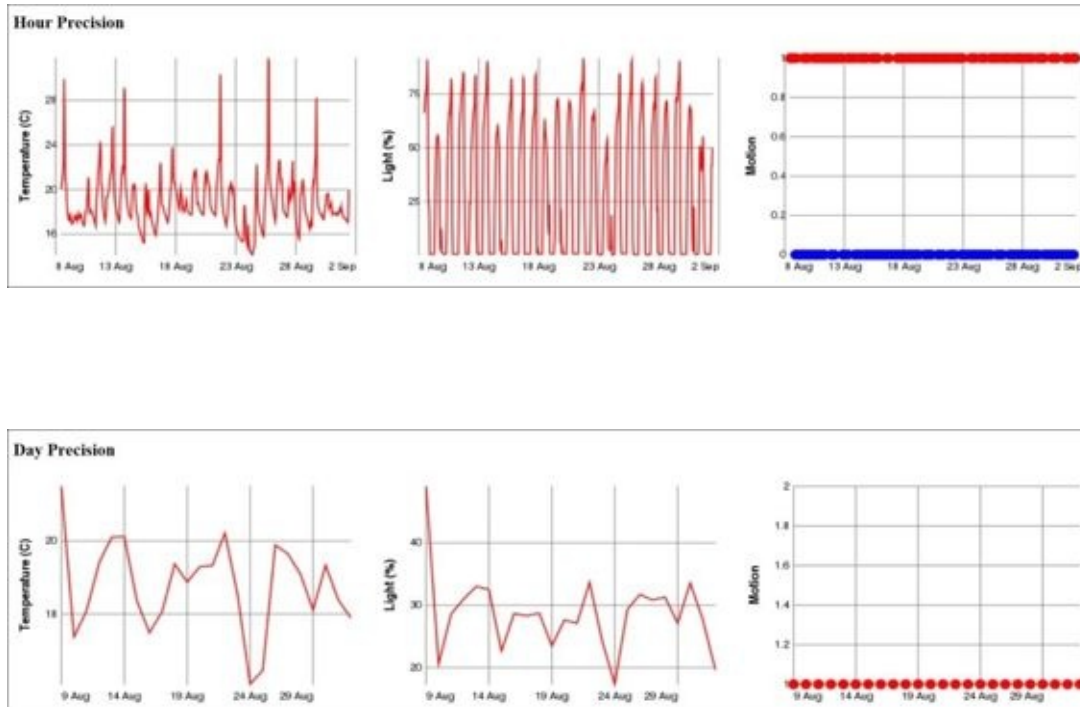 Hour Precision
Temperature (C)
28
24
20
16
8 Aug 13 Aug 18 Aug 23 Aug 28 Aug 2 Sep
Light (%)
75
50
25
8 Aug 13 Aug 18 Aug 23 Aug 28 Aug 2 Sep
Motion
1
0.8
0.6
0.4
0.2
0
8 Aug 13 Aug 18 Aug 23 Aug 28 Aug 2 Sep
Day Precision
Temperature (C)
20
18
9 Aug 14 Aug 19 Aug 24 Aug 29 Aug
Light (%)
40
30
20
9 Aug 14 Aug 19 Aug 24 Aug 29 Aug
Motion
2
1.8
1.6
1.4
1.2
1
9 Aug 14 Aug 19 Aug 24 Aug 29 Aug